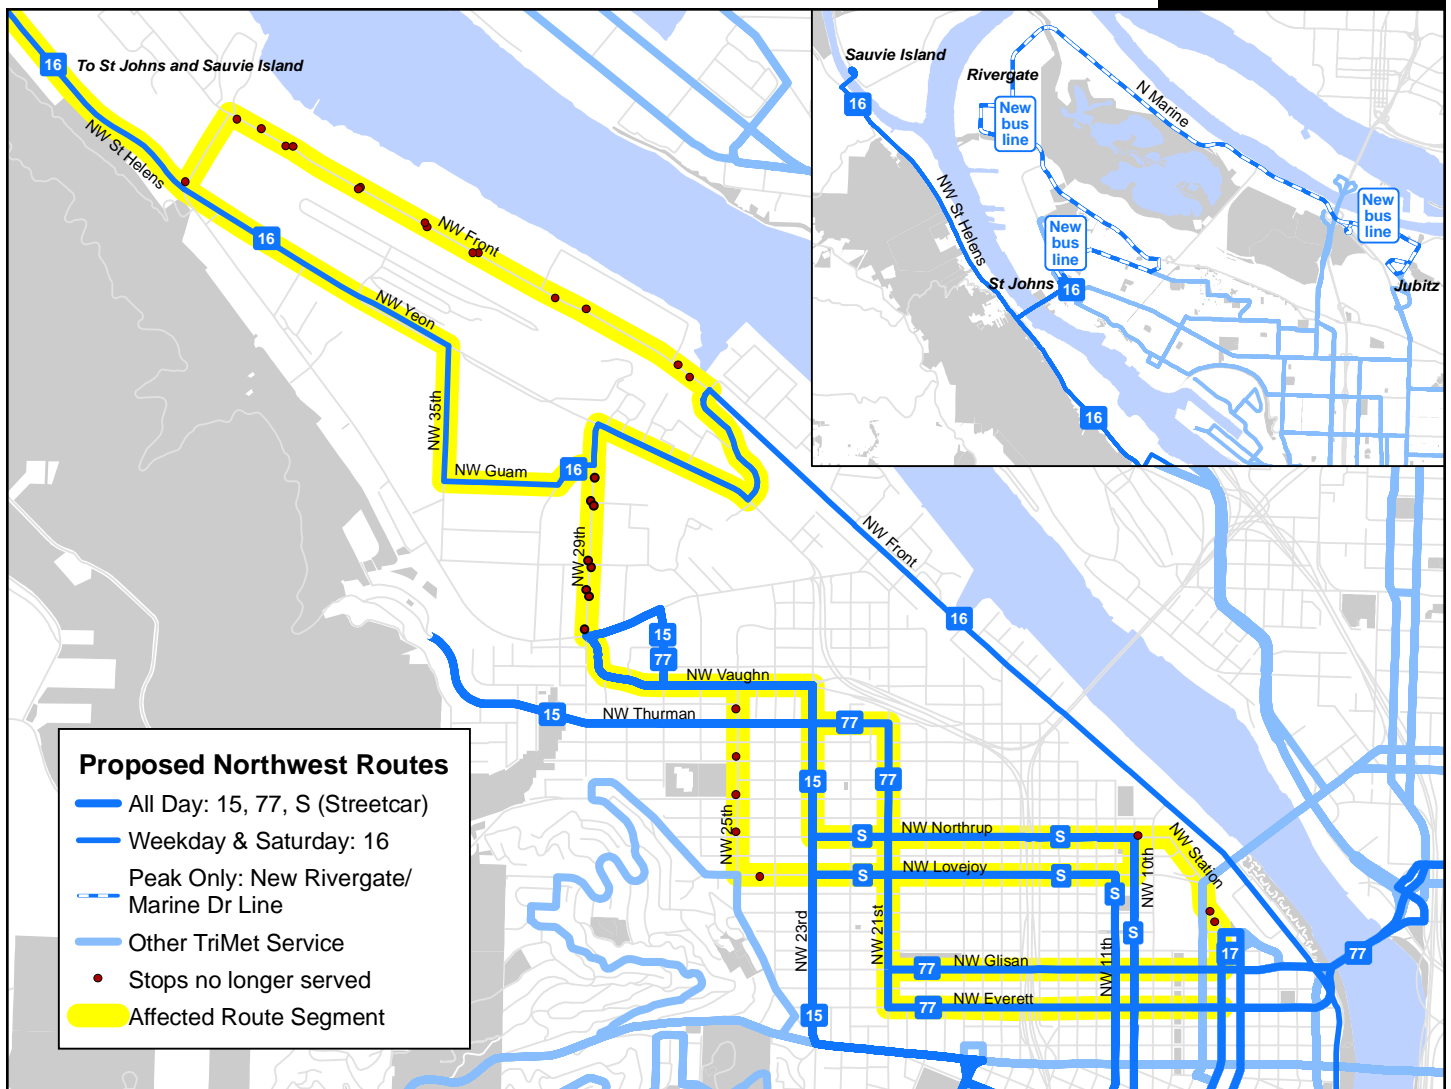 16
To St Johns and Sauvie Island
NW St Helens
16
NW Front
NW Yeon
NW 35th
NW Guam
16
NW 29th
NW Front
16
15
77
NW Vaughn
15
NW Thurman
77
15
77
NW 25th
S
NW Northrup
S
NW Station
S
NW Lovejoy
S
S
NW 10th
S
NW 23rd
NW 21st
NW 11th
77
NW Glisan
17
77
77
NW Everett
15
Sauvie Island
16
Rivergate
New
bus
line
N Marine
NW St Helens
New
bus
line
New
bus
line
St Johns
16
Jubitz
16
Proposed Northwest Routes
All Day: 15, 77, S (Streetcar)
Weekday & Saturday: 16
Peak Only: New Rivergate/
Marine Dr Line
Other TriMet Service
Stops no longer served
Affected Route Segment